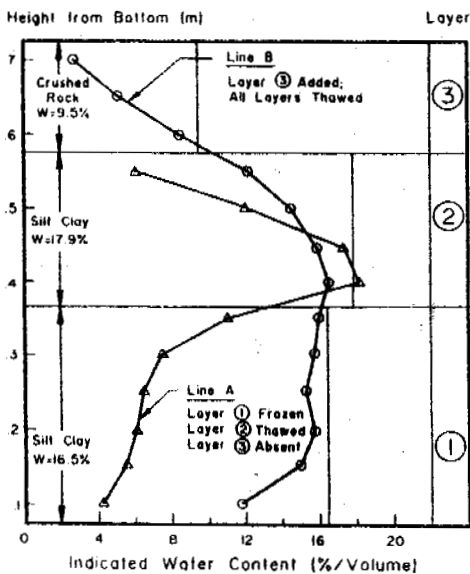 Height from Bottom (m)
Layer
.7
Crushed
Rock
W=9.5%
Line B
Layer ③ Added;
All Layers Thawed
③
.6
.5
Silt Clay
W=17.9%
②
.4
.3
Line A
Layer ① Frozen
Layer ② Thawed
Layer ③ Absent
.2
Silt Clay
W=16.5%
①
.1
0
4
8
12
16
20
Indicated Water Content (%/Volume)